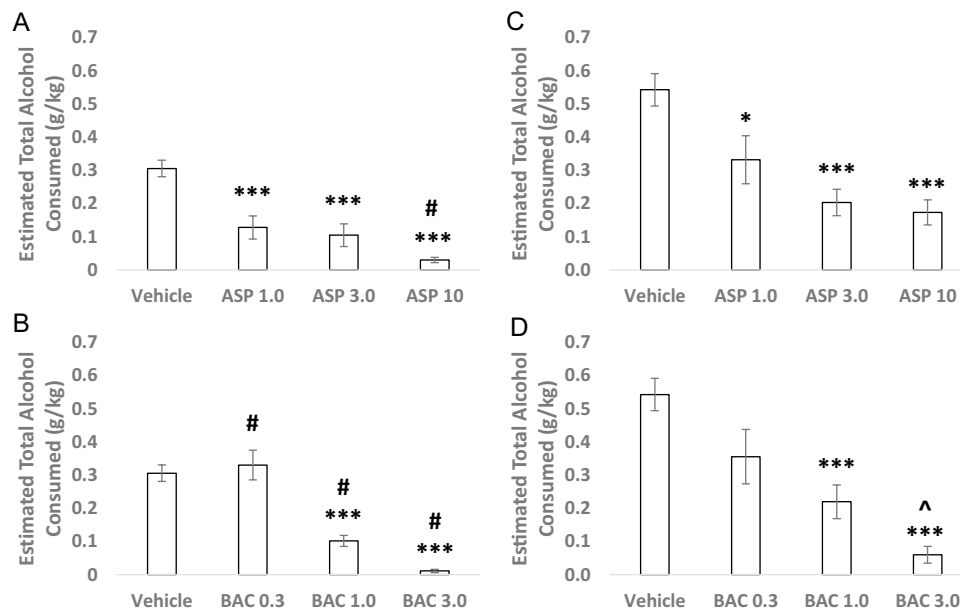 A
Estimated Total Alcohol
Consumed (g/kg)
0.7
0.6
0.5
0.4
0.3
0.2
0.1
0
***
***
#
***
Vehicle ASP 1.0 ASP 3.0 ASP 10
C
Estimated Total Alcohol
Consumed (g/kg)
0.7
0.6
0.5
0.4
0.3
0.2
0.1
0.0
*
***
***
Vehicle ASP 1.0 ASP 3.0 ASP 10
B
Estimated Total Alcohol
Consumed (g/kg)
0.7
0.6
0.5
0.4
0.3
0.2
0.1
0
#
#
***
#
***
Vehicle BAC 0.3 BAC 1.0 BAC 3.0
D
Estimated Total Alcohol
Consumed (g/kg)
0.7
0.6
0.5
0.4
0.3
0.2
0.1
0
***
^
***
Vehicle BAC 0.3 BAC 1.0 BAC 3.0